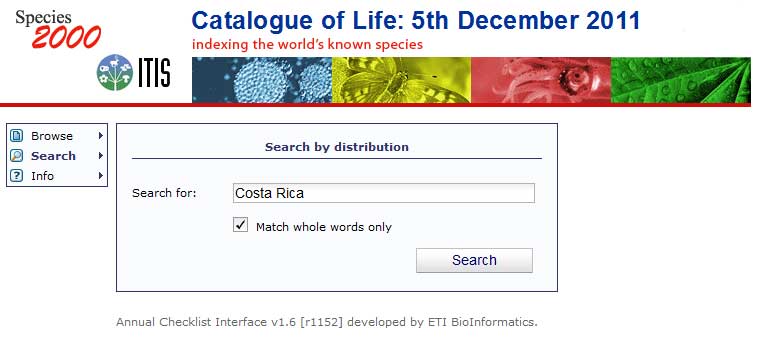 Species
2000
ITIS
Catalogue of Life: 5th December 2011
indexing the world's known species
Browse
Search
Info
Search by distribution
Search for: Costa Rica
Match whole words only
Search
Annual Checklist Interface v1.6 [r1152] developed by ETI BioInformatics.